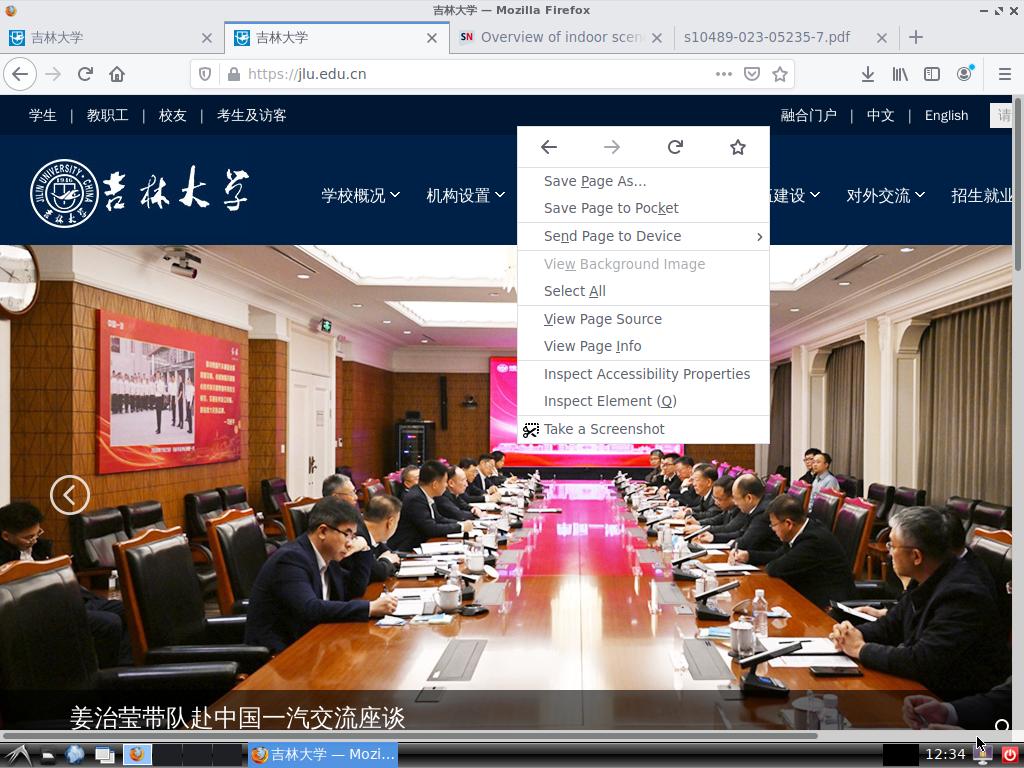 吉林大学 — Mozilla Firefox
吉林大学
吉林大学
Overview of indoor scen
s10489-023-05235-7.pdf
https://jlu.edu.cn
学生 | 教职工 | 校友 | 考生及访客
融合门户 | 中文 | English
请
吉林大学
学校概况
机构设置
建设
对外交流
招生就业
Save Page As...
Save Page to Pocket
Send Page to Device
View Background Image
Select All
View Page Source
View Page Info
Inspect Accessibility Properties
Inspect Element (Q)
Take a Screenshot
姜治莹带队赴中国一汽交流座谈
吉林大学 — Mozi...
12:34